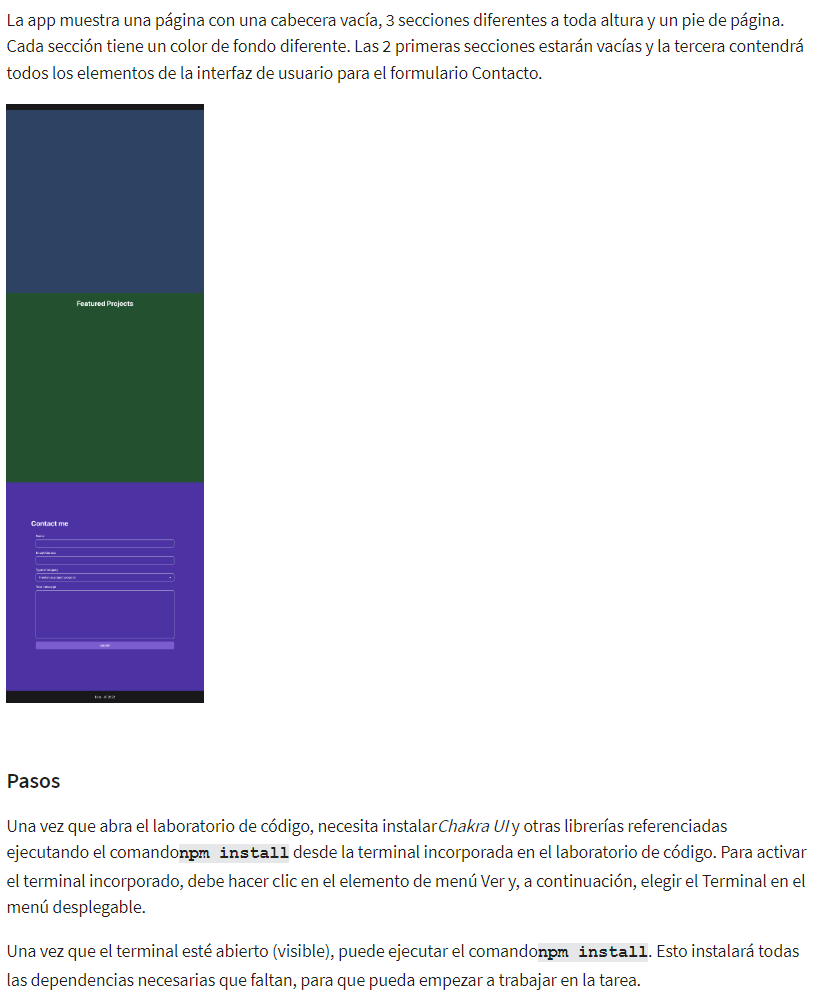 La app muestra una página con una cabecera vacía, 3 secciones diferentes a toda altura y un pie de página.
Cada sección tiene un color de fondo diferente. Las 2 primeras secciones estarán vacías y la tercera contendrá
todos los elementos de la interfaz de usuario para el formulario Contacto.
Featured Projects
Contact me
Name
Pasos
Una vez que abra el laboratorio de código, necesita instalarChakra UIy otras librerías referenciadas
ejecutando el comandonpm install desde la terminal incorporada en el laboratorio de código. Para activar
el terminal incorporado, debe hacer clic en el elemento de menú Ver y, a continuación, elegir el Terminal en el
menú desplegable.
Una vez que el terminal esté abierto (visible), puede ejecutar el comandonpm install. Esto instalará todas
las dependencias necesarias que faltan, para que pueda empezar a trabajar en la tarea.